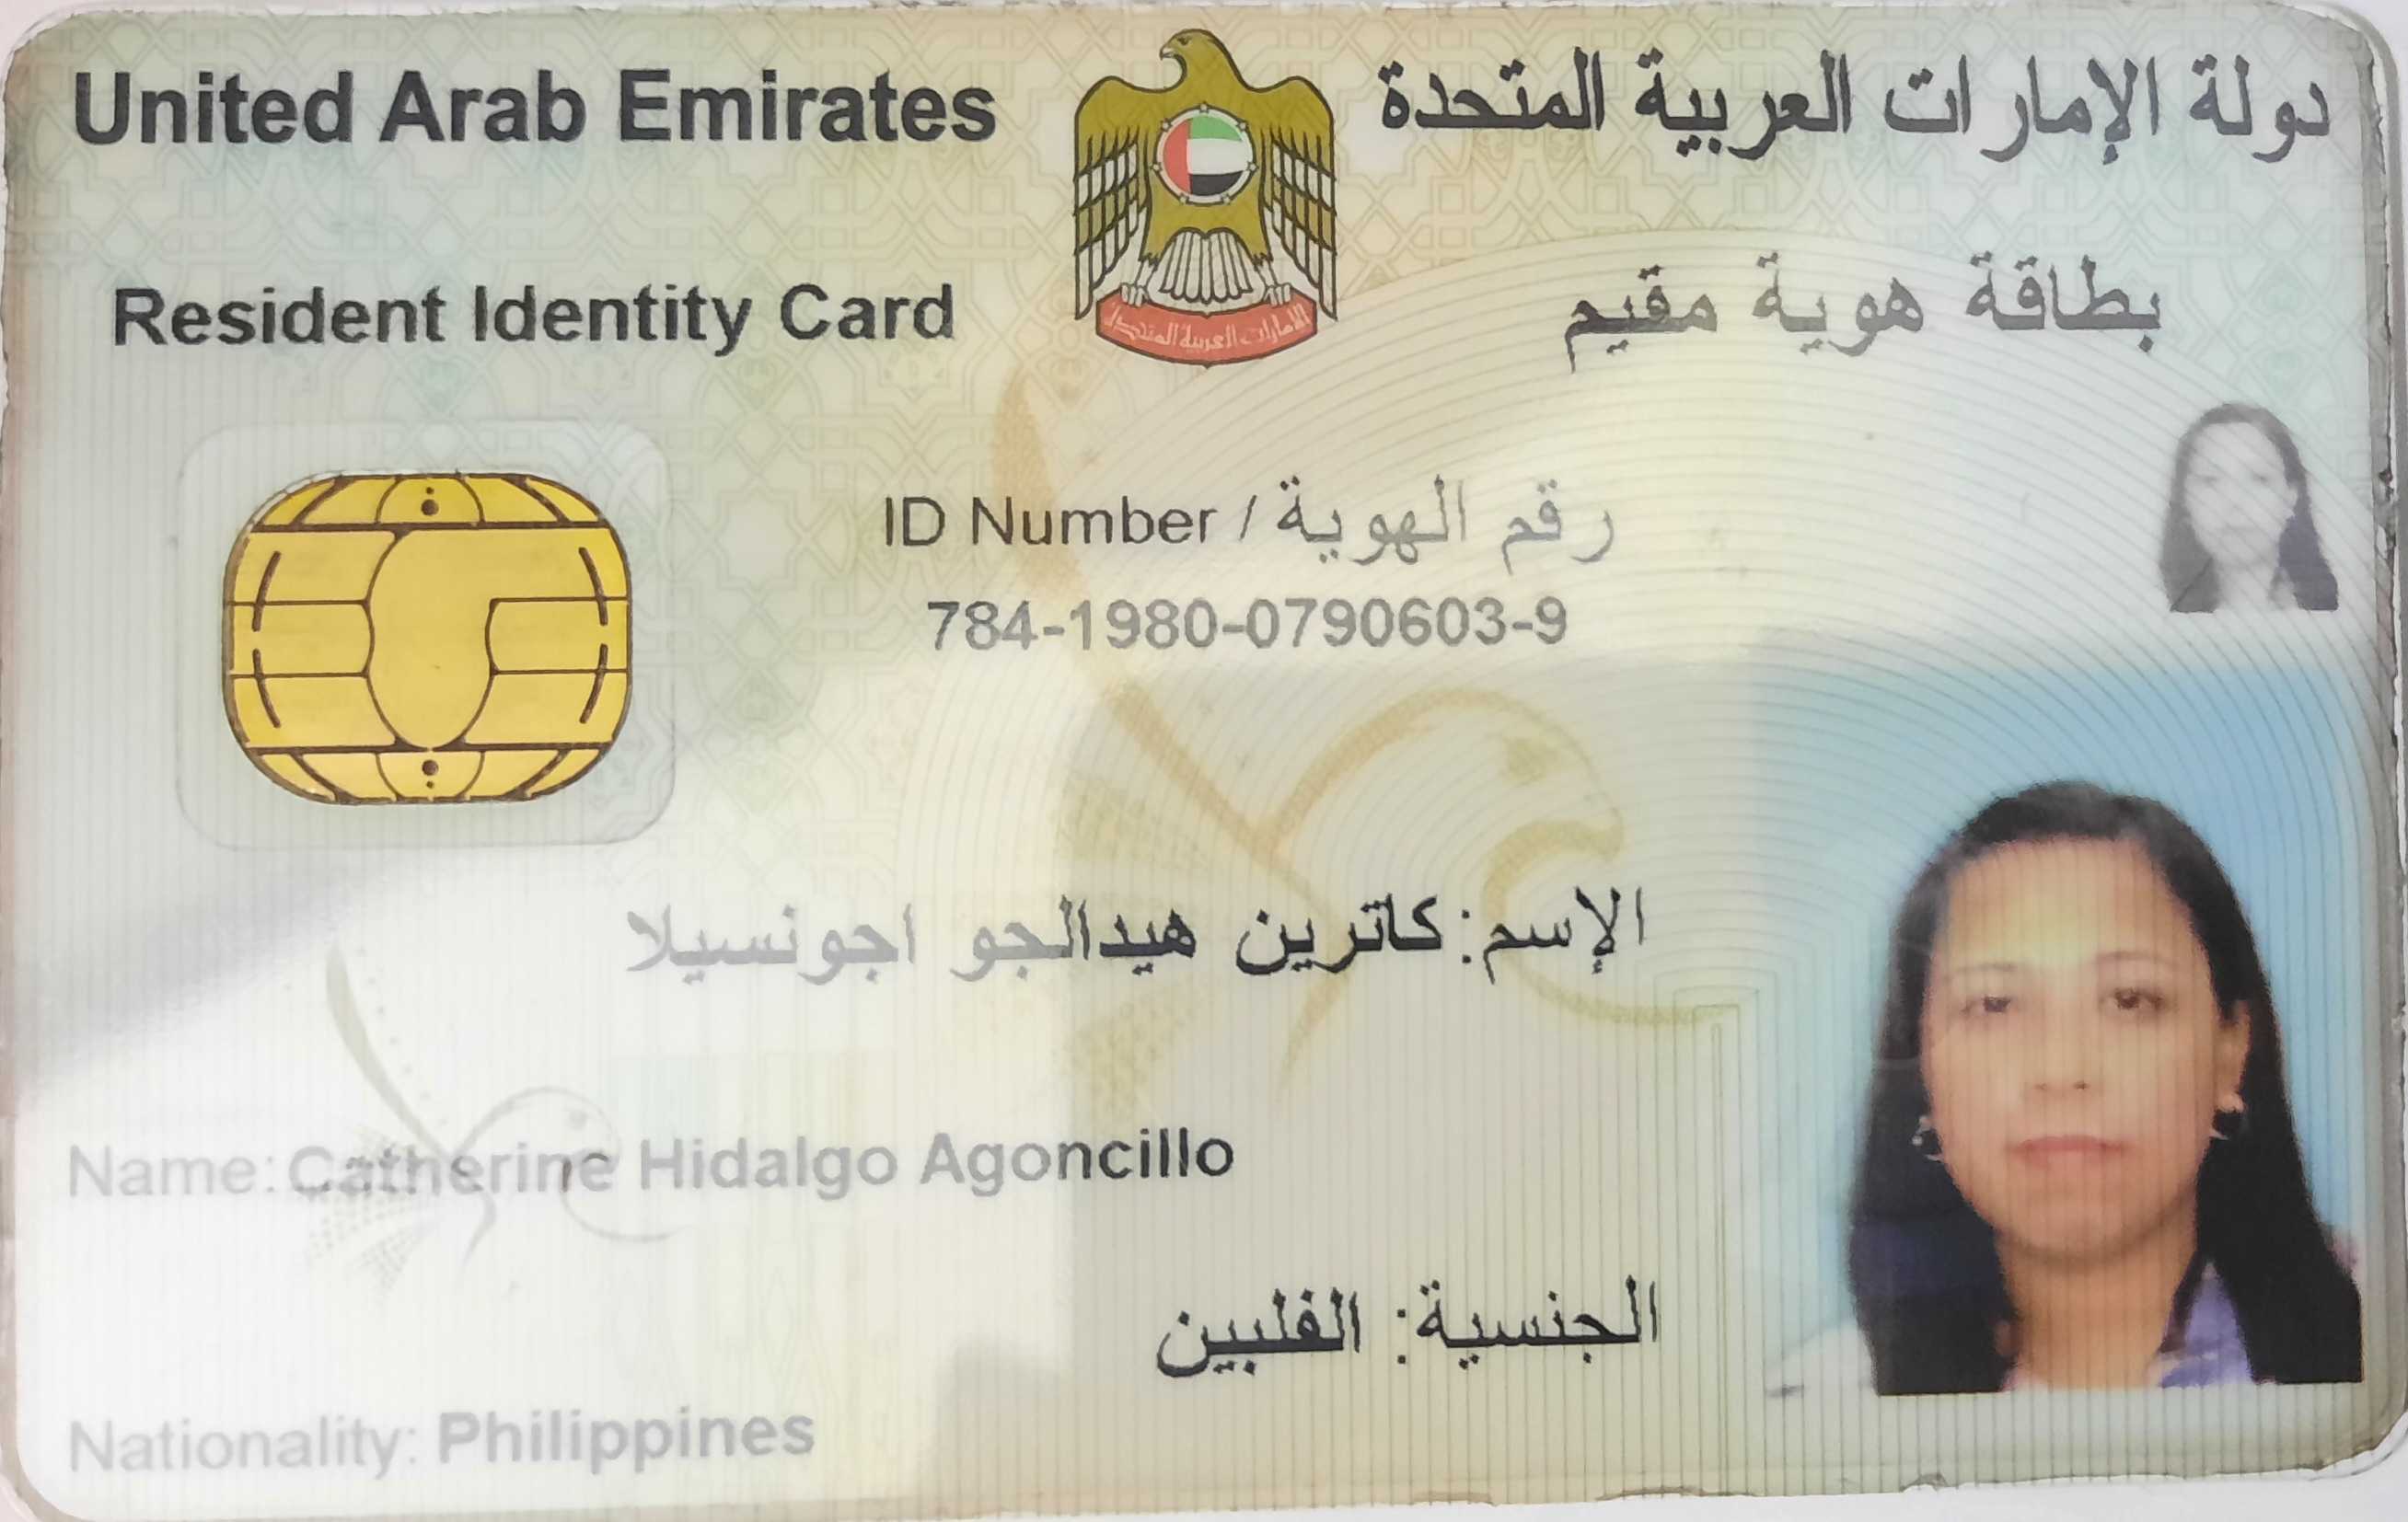 United Arab Emirates
دولة الإمارات العربية المتحدة
Resident Identity Card
بطاقة هوية مقيم
الامارات العربية المتحدة
ID Number / رقم الهوية
784-1980-0790603-9
الإسم: كاترين هيدالجو اجونسيلا
Name: Catherine Hidalgo Agoncillo
الجنسية: الفلبين
Nationality: Philippines